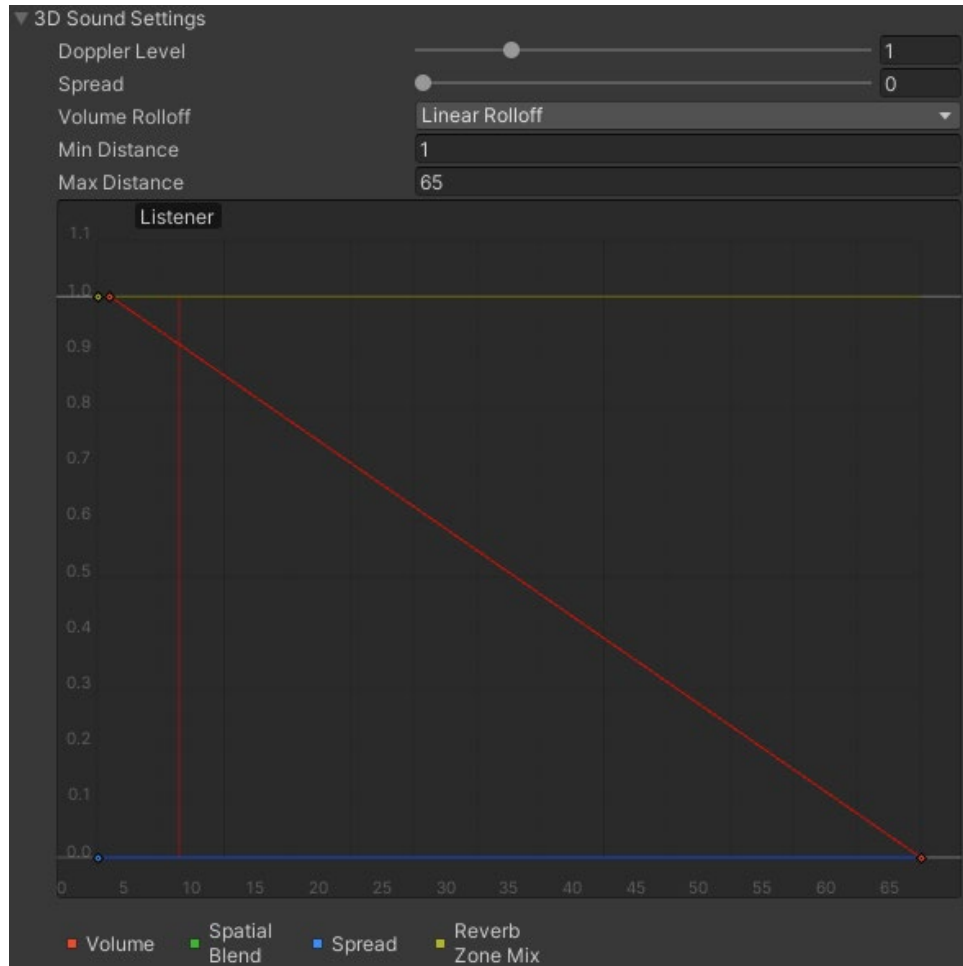 3D Sound Settings
Doppler Level 1
Spread 0
Volume Rolloff Linear Rolloff
Min Distance 1
Max Distance 65
Listener
1.1
1.0
0.9
0.8
0.7
0.6
0.5
0.4
0.3
0.2
0.1
0.0
0 5 10 15 20 25 30 35 40 45 50 55 60 65
Volume Spatial Blend Spread Reverb Zone Mix